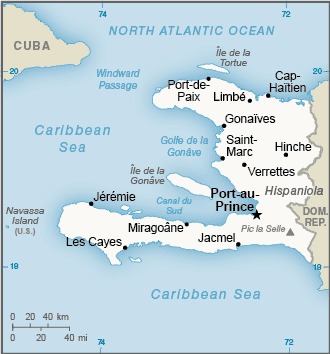 74
72
NORTH ATLANTIC OCEAN
CUBA
Île de la
Tortue
20
20
Windward
Passage
Port-de-
Paix
Limbé
Cap-
Haïtien
Gonaïves
Caribbean
Sea
Golfe de la
Gonâve
Saint-
Marc
Hinche
Verrettes
Île de la
Gonâve
Hispaniola
Port-au-
Prince
Jérémie
Navassa
Island
(U.S.)
Canal du
Sud
DOM.
REP.
Miragoâne
Les Cayes
Jacmel
Pic la Selle
19
19
Caribbean Sea
0 20 40 km
0 20 40 mi
74
72